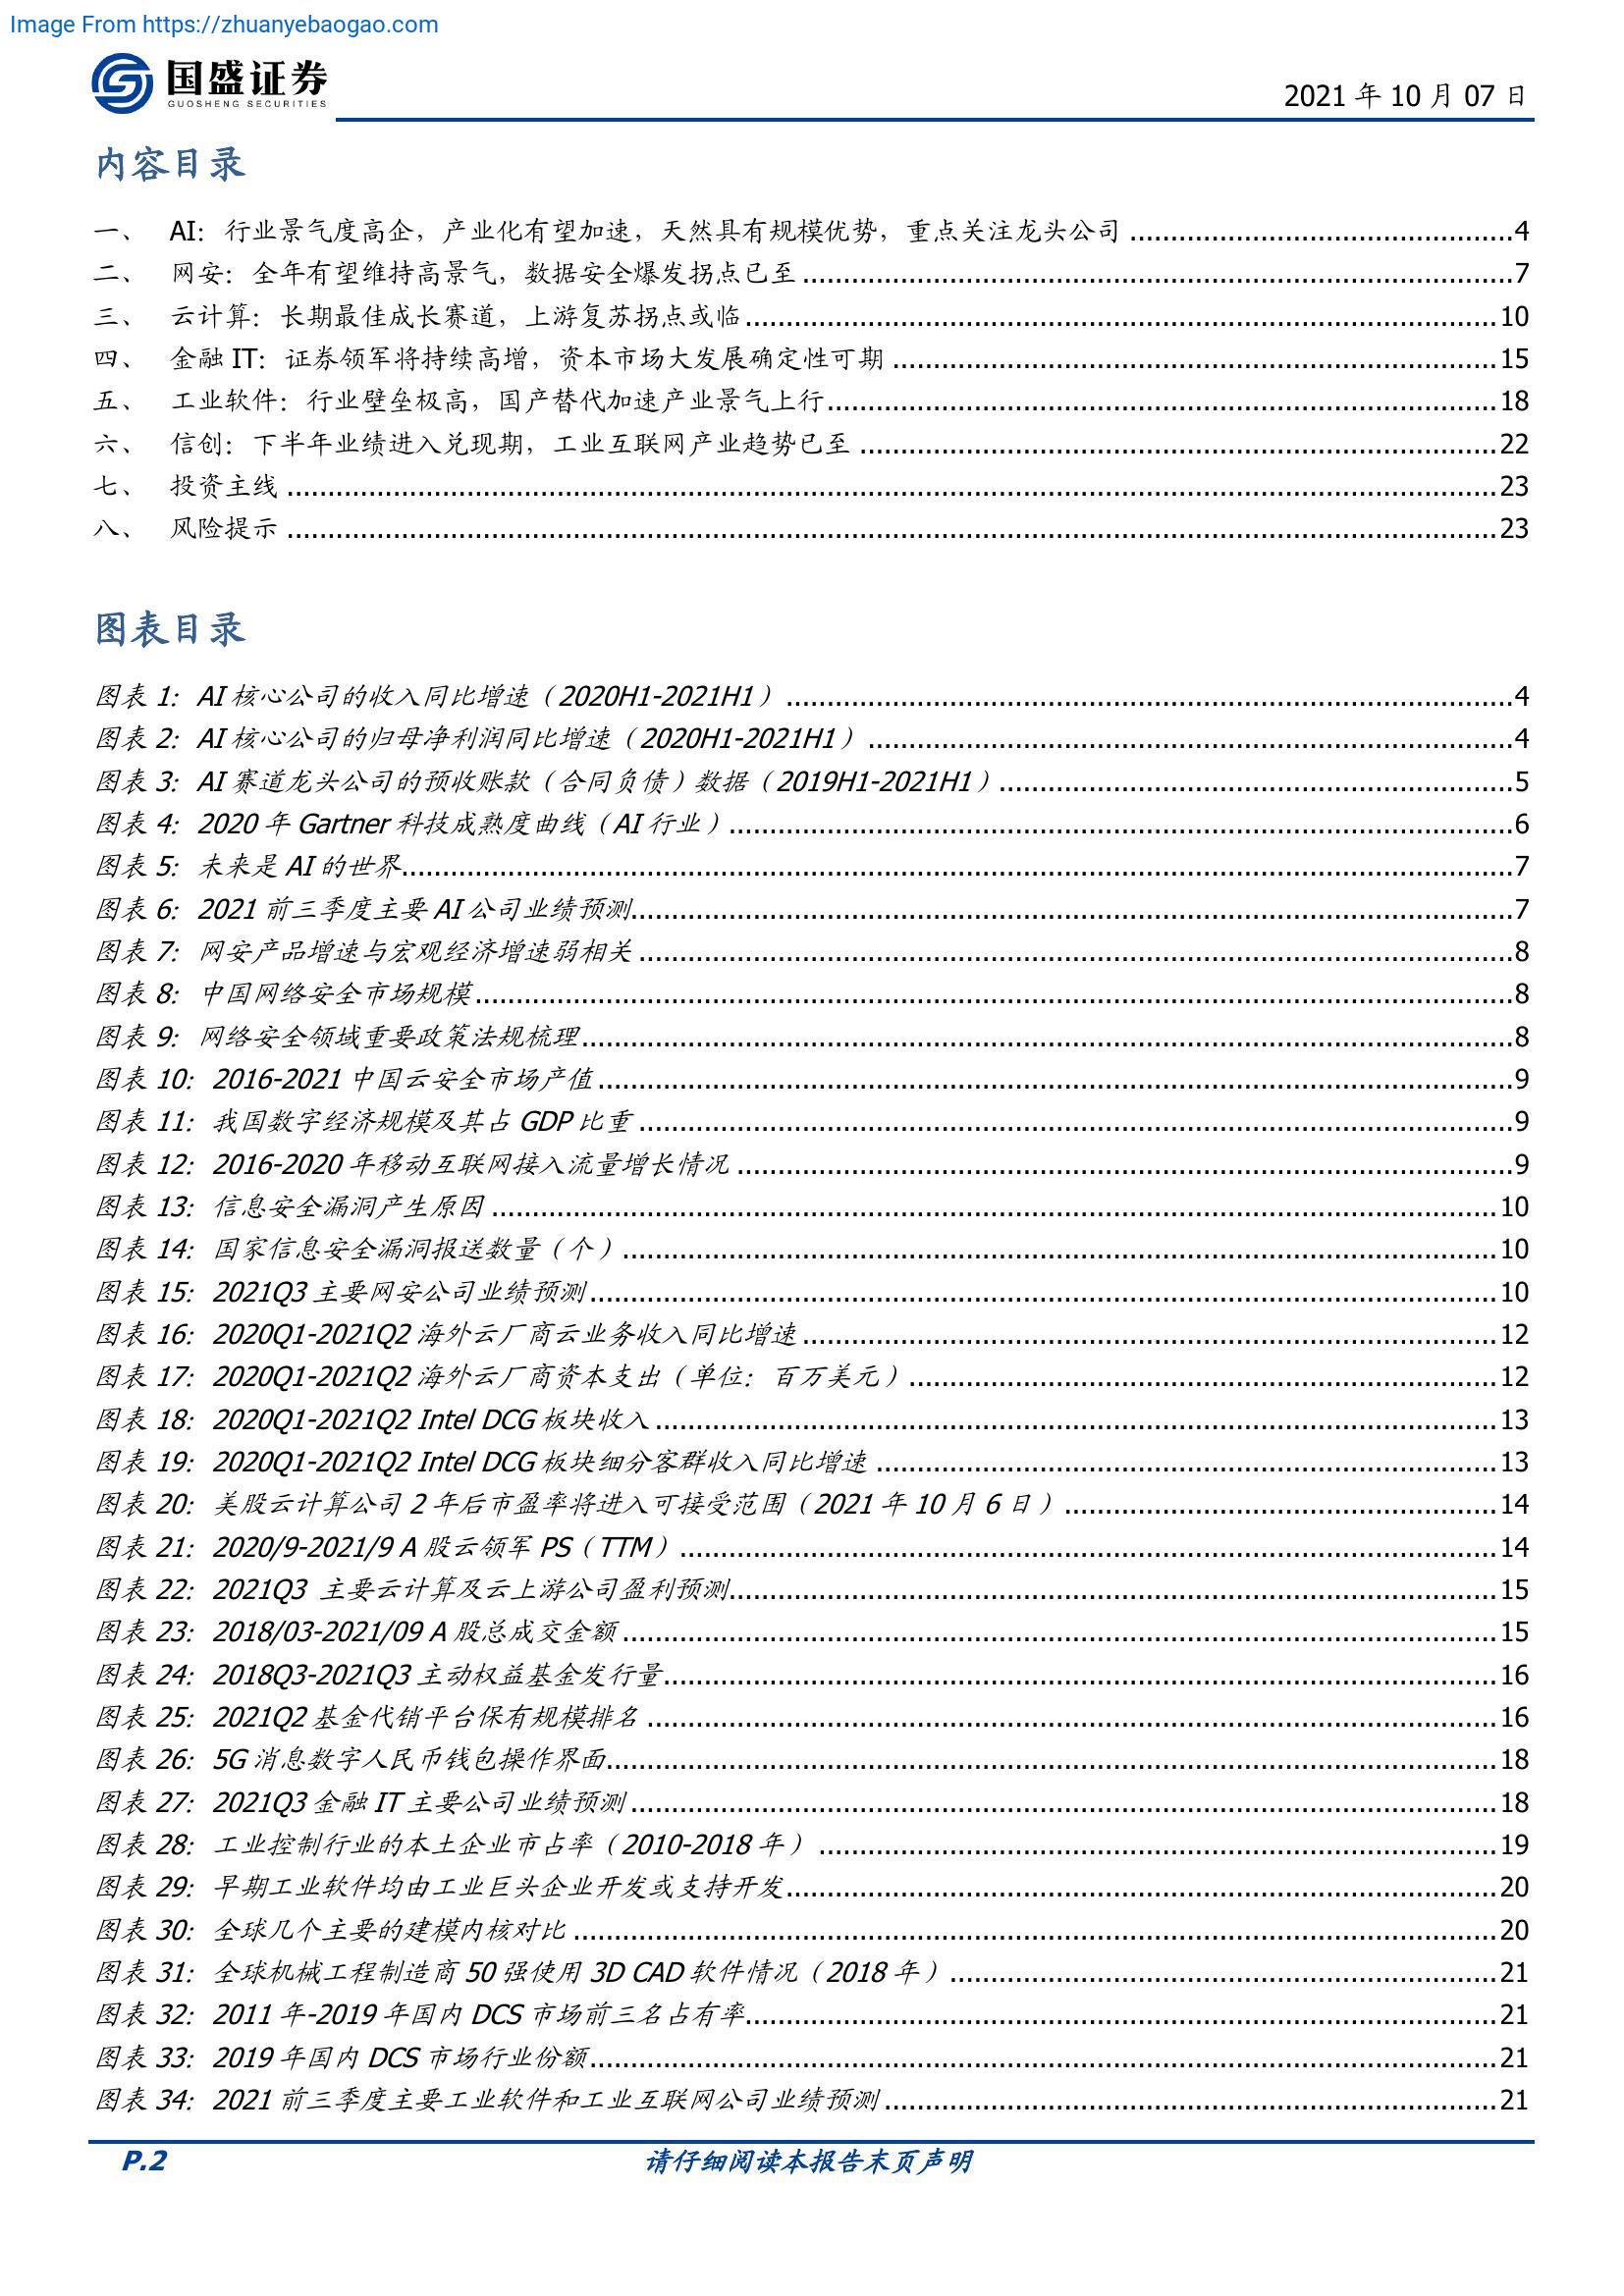 Image From https://zhuanyebaogao.com
国盛证券
GUOSHENG SECURITIES
2021 年 10 月 07 日
内容目录
一、 AI：行业景气度高企，产业化有望加速，天然具有规模优势，重点关注龙头公司 ...............................................4
二、 网安：全年有望维持高景气，数据安全爆发拐点已至 ...............................................7
三、 云计算：长期最佳成长赛道，上游复苏拐点或临 ...............................................10
四、 金融 IT：证券领军将持续高增，资本市场大发展确定性可期 ...............................................15
五、 工业软件：行业壁垒极高，国产替代加速产业景气上行 ...............................................18
六、 信创：下半年业绩进入兑现期，工业互联网产业趋势已至 ...............................................22
七、 投资主线 ...............................................23
八、 风险提示 ...............................................23
图表目录
图表 1：AI 核心公司的收入同比增速（2020H1-2021H1） ...............................................4
图表 2：AI 核心公司的归母净利润同比增速（2020H1-2021H1） ...............................................4
图表 3：AI 赛道龙头公司的预收账款（合同负债）数据（2019H1-2021H1） ...............................................5
图表 4：2020 年 Gartner 科技成熟度曲线（AI 行业） ...............................................6
图表 5：未来是 AI 的世界 ...............................................7
图表 6：2021 前三季度主要 AI 公司业绩预测 ...............................................7
图表 7：网安产品增速与宏观经济增速弱相关 ...............................................8
图表 8：中国网络安全市场规模 ...............................................8
图表 9：网络安全领域重要政策法规梳理 ...............................................8
图表 10：2016-2021 中国云安全市场产值 ...............................................9
图表 11：我国数字经济规模及其占 GDP 比重 ...............................................9
图表 12：2016-2020 年移动互联网接入流量增长情况 ...............................................9
图表 13：信息安全漏洞产生原因 ...............................................10
图表 14：国家信息安全漏洞报送数量（个） ...............................................10
图表 15：2021Q3 主要网安公司业绩预测 ...............................................10
图表 16：2020Q1-2021Q2 海外云厂商云业务收入同比增速 ...............................................12
图表 17：2020Q1-2021Q2 海外云厂商资本支出（单位：百万美元） ...............................................12
图表 18：2020Q1-2021Q2 Intel DCG 板块收入 ...............................................13
图表 19：2020Q1-2021Q2 Intel DCG 板块细分客群收入同比增速 ...............................................13
图表 20：美股云计算公司 2 年后市盈率将进入可接受范围（2021 年 10 月 6 日） ...............................................14
图表 21：2020/9-2021/9 A 股云领军 PS（TTM） ...............................................14
图表 22：2021Q3 主要云计算及云上游公司盈利预测 ...............................................15
图表 23：2018/03-2021/09 A 股总成交金额 ...............................................15
图表 24：2018Q3-2021Q3 主动权益基金发行量 ...............................................16
图表 25：2021Q2 基金代销平台保有规模排名 ...............................................16
图表 26：5G 消息数字人民币钱包操作界面 ...............................................18
图表 27：2021Q3 金融 IT 主要公司业绩预测 ...............................................18
图表 28：工业控制行业的本土企业市占率（2010-2018 年） ...............................................19
图表 29：早期工业软件均由工业巨头企业开发或支持开发 ...............................................20
图表 30：全球几个主要的建模内核对比 ...............................................20
图表 31：全球机械工程制造商 50 强使用 3D CAD 软件情况（2018 年） ...............................................21
图表 32：2011 年-2019 年国内 DCS 市场前三名占有率 ...............................................21
图表 33：2019 年国内 DCS 市场行业份额 ...............................................21
图表 34：2021 前三季度主要工业软件和工业互联网公司业绩预测 ...............................................21
P.2
请仔细阅读本报告末页声明